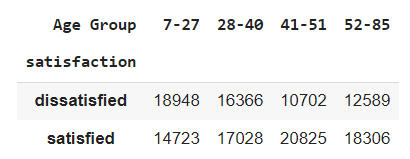 Age Group 7-27 28-40 41-51 52-85
satisfaction
dissatisfied 18948 16366 10702 12589
satisfied 14723 17028 20825 18306